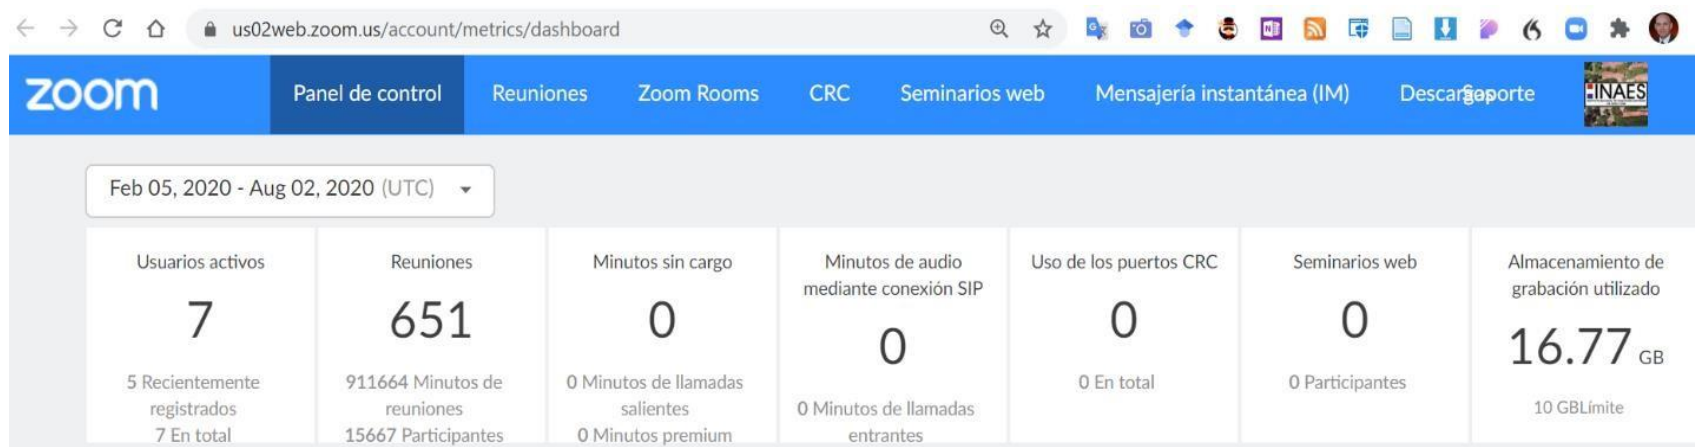 us02web.zoom.us/account/metrics/dashboard
zoom Panel de control Reuniones Zoom Rooms CRC Seminarios web Mensajería instantánea (IM) Descargas Soporte INAES
Feb 05, 2020 - Aug 02, 2020 (UTC)
Usuarios activos
7
5 Recientemente
registrados
7 En total
Reuniones
651
911664 Minutos de
reuniones
15667 Participantes
Minutos sin cargo
0
0 Minutos de llamadas
salientes
0 Minutos premium
Minutos de audio
mediante conexión SIP
0
0 Minutos de llamadas
entrantes
Uso de los puertos CRC
0
0 En total
Seminarios web
0
0 Participantes
Almacenamiento de
grabación utilizado
16.77 GB
10 GBLímite